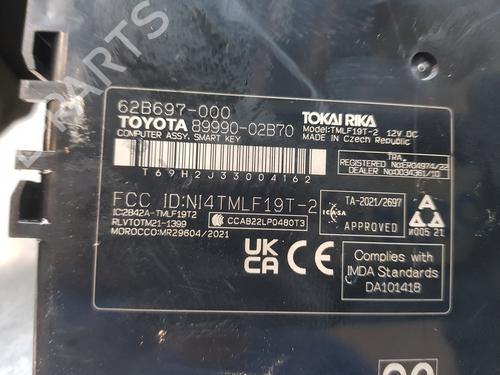 PARTS
62B697-000
TOYOTA 89990-02B70
COMPUTER ASSY, SMART KEY
TOKAI RIKA
Model:TMLF19T-2 12V DC
Made in Czech Republic
T69H2J33004162
TRA
REGISTERED No:ER04974/22
DEALER No:0034361/10
FCC ID:NI4TMLF19T-2
IC:2842A-TMLF19T2
RLVTOTM21-1399
MOROCCO:MR29604/2021
CCAB22LP0480T3
ICASA
TA-2021/2697
APPROVED
И005 21
UK
CA
CE
Complies with
IMDA Standards
DA101418